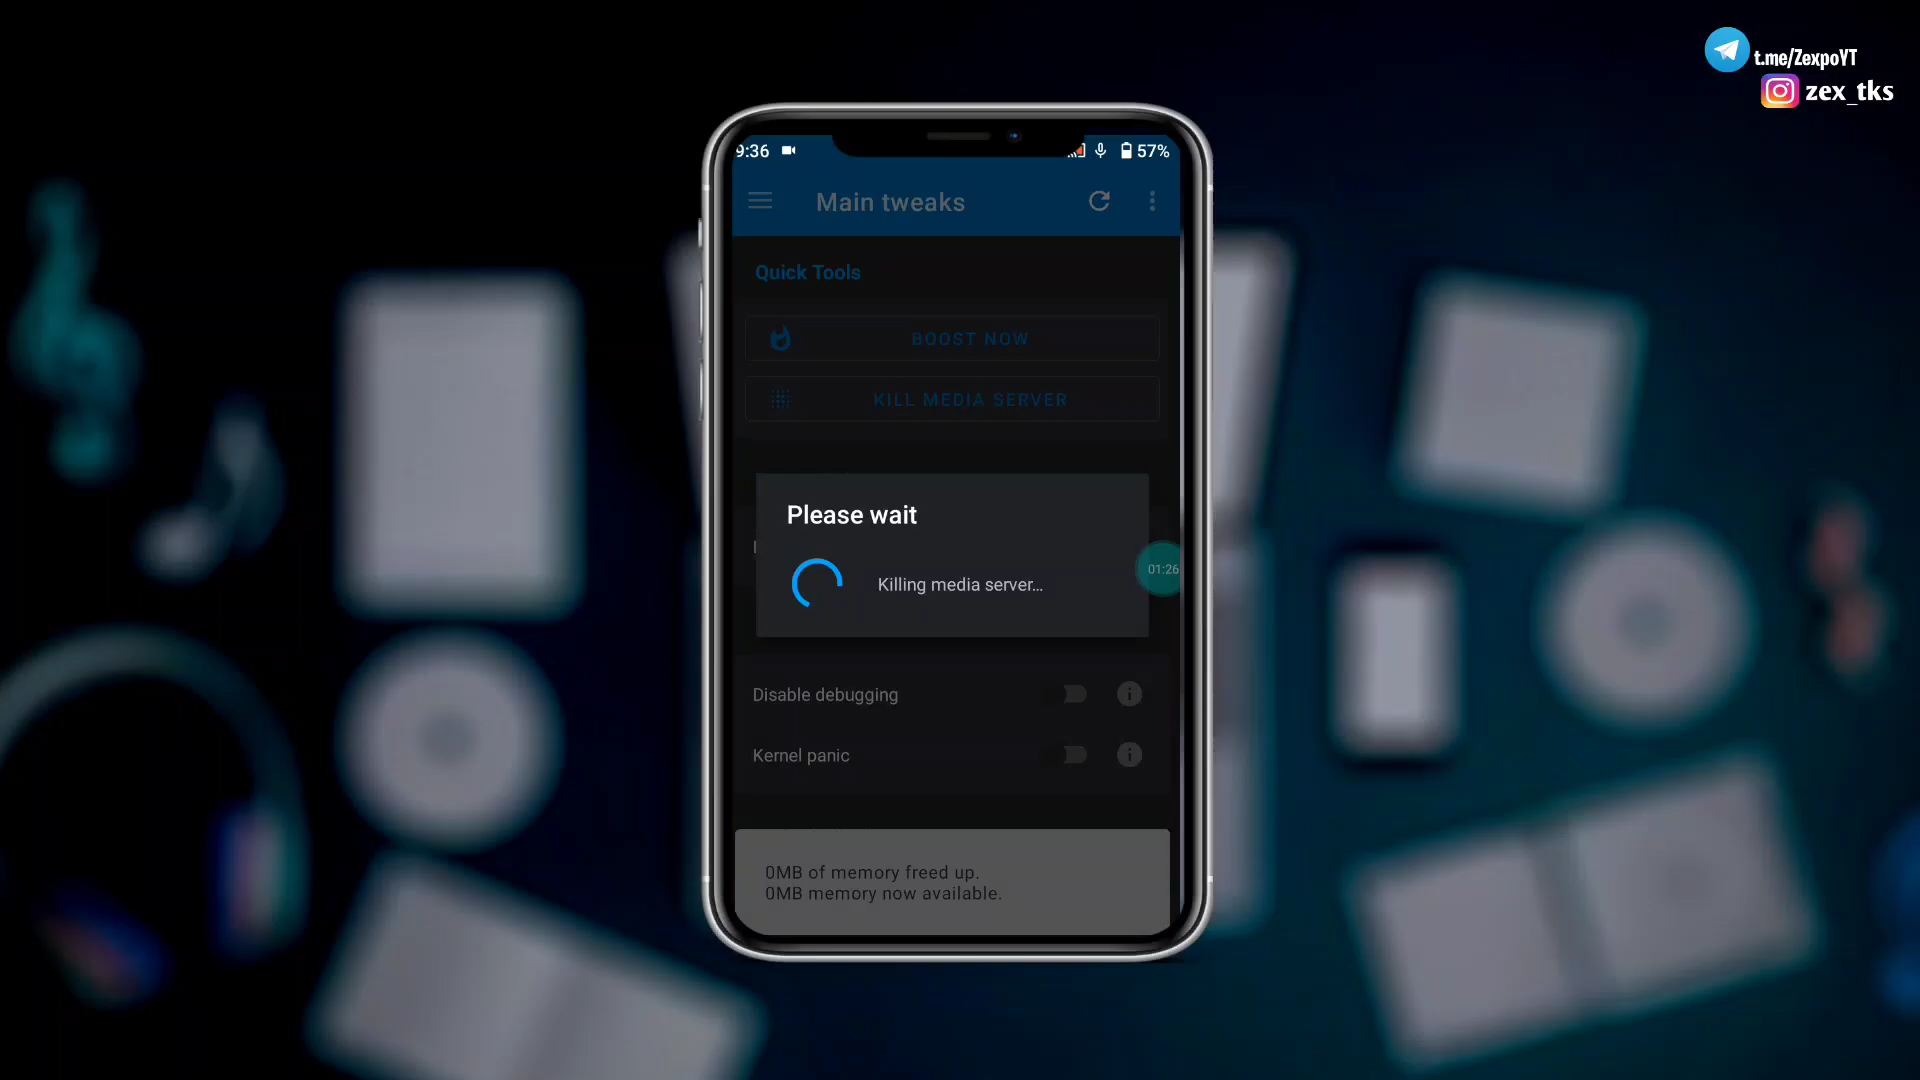 t.me/ZexpoYT
zex_tks
9:36
57%
Main tweaks
Quick Tools
BOOST NOW
KILL MEDIA SERVER
Please wait
Killing media server...
01:26
Disable debugging
Kernel panic
0MB of memory freed up.
0MB memory now available.